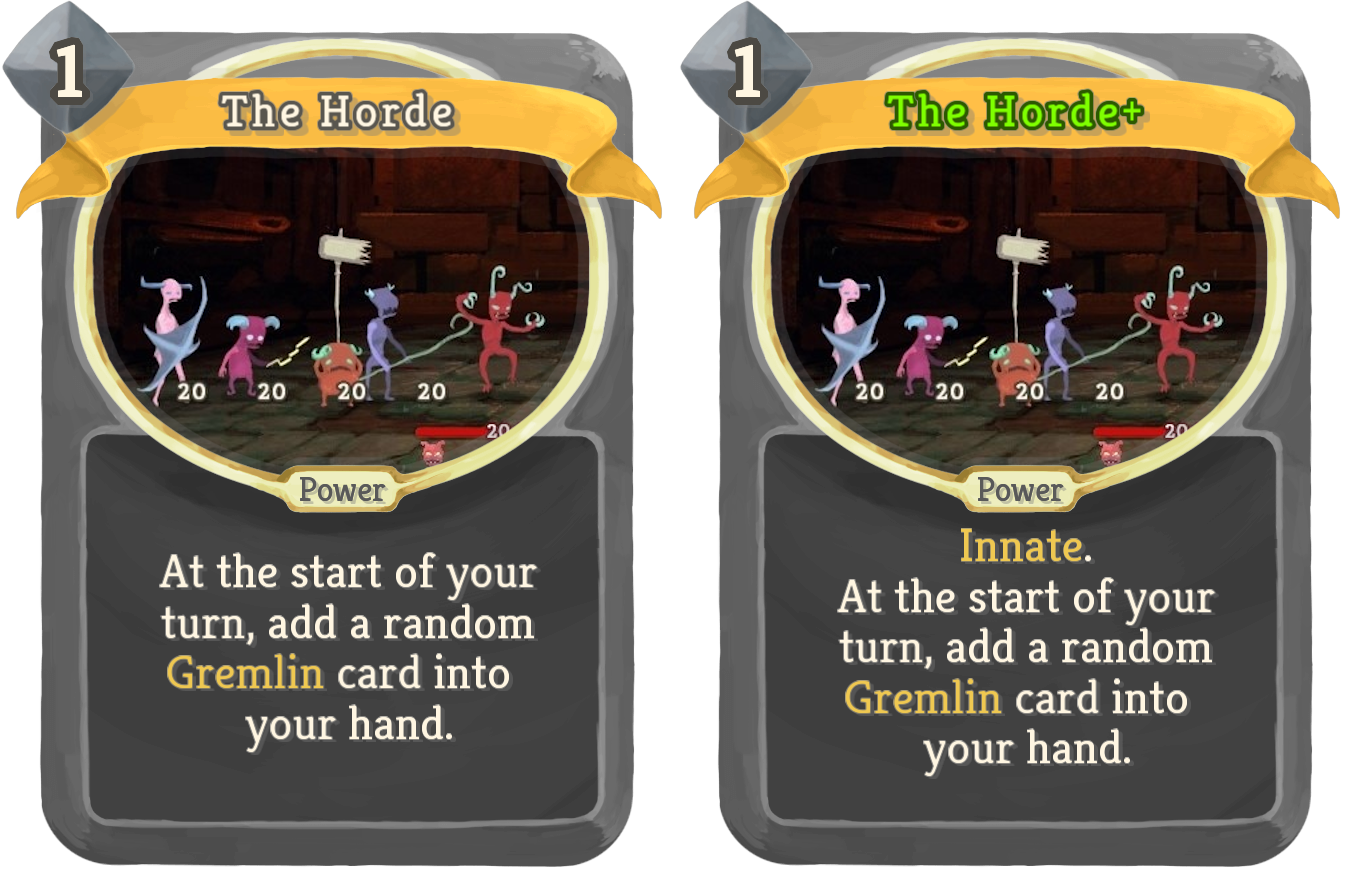 1
The Horde
20
20
20
20
20
Power
At the start of your
turn, add a random
Gremlin card into
your hand.
1
The Horde+
20
20
20
20
20
Power
Innate.
At the start of your
turn, add a random
Gremlin card into
your hand.